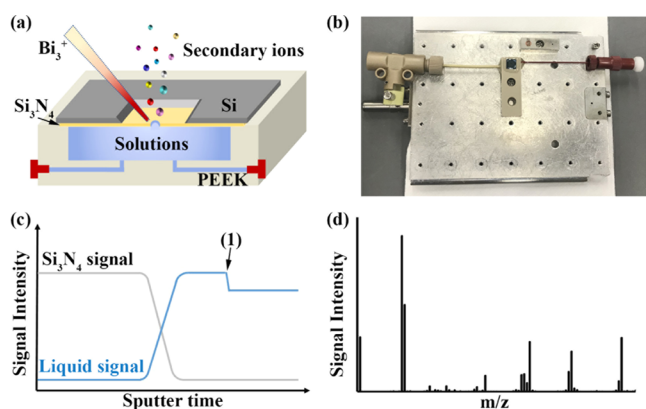 (a)
Bi₃⁺
Secondary ions
Si₃N₄
Si
Solutions
PEEK
(b)
(c)
(1)
Si₃N₄ signal
Signal Intensity
Liquid signal
Sputter time
(d)
Signal Intensity
m/z